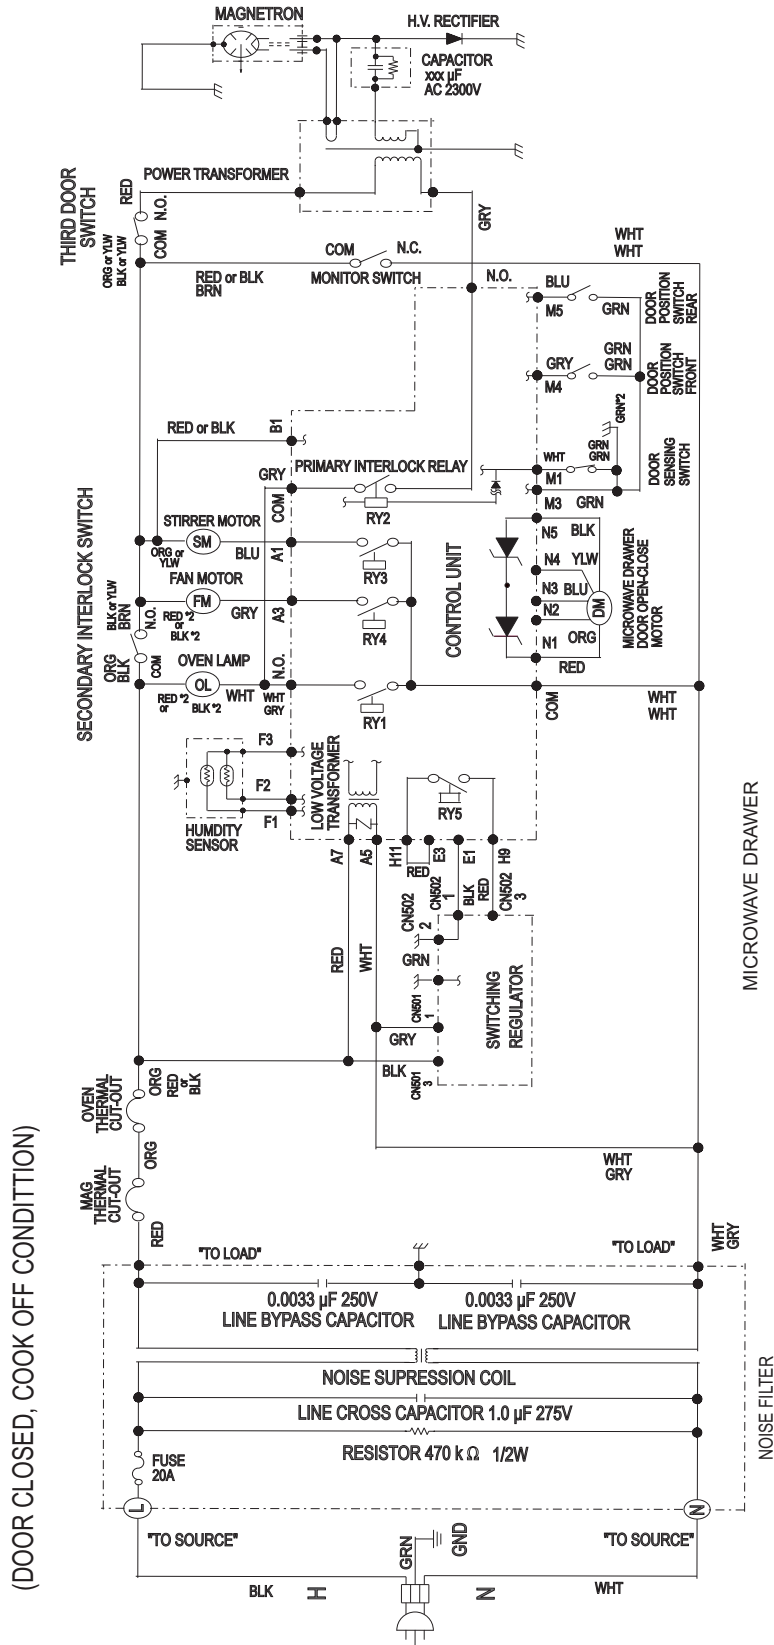 MAGNETRON
H.V. RECTIFIER
CAPACITOR
xxx µF
AC 2300V
POWER TRANSFORMER
THIRD DOOR
SWITCH
RED
N.O.
COM
ORG or YLW
BLK or YLW
GRY
WHT
WHT
COM
N.C.
MONITOR SWITCH
RED or BLK
BRN
N.O.
BLU
M5
GRN
DOOR
POSITION
SWITCH
REAR
GRY
M4
GRN
GRN
DOOR
POSITION
SWITCH
FRONT
GRN*2
RED or BLK
B1
WHT
M1
GRN
GRN
M3
GRN
DOOR
SENSING
SWITCH
PRIMARY INTERLOCK RELAY
GRY
COM
RY2
SECONDARY INTERLOCK SWITCH
STIRRER MOTOR
SM
ORG or
YLW
BLU
A1
RY3
FAN MOTOR
FM
RED *2
or
BLK *2
GRY
A3
RY4
BLK or YLW
BRN
N.O.
ORG
BLK
COM
OVEN LAMP
OL
RED *2
or
BLK *2
WHT
N.O.
WHT
GRY
RY1
CONTROL UNIT
N5
BLK
N4
YLW
N3
BLU
N2
DM
ORG
N1
RED
MICROWAVE DRAWER
DOOR OPEN-CLOSE
MOTOR
COM
WHT
WHT
F3
F2
F1
HUMDITY
SENSOR
LOW VOLTAGE
TRANSFORMER
RY5
A7
A5
H11
RED
E3
E1
H9
CN502
1
BLK
RED
CN502
3
CN502
2
GRN
RED
WHT
CN501
1
GRY
BLK
CN501
3
SWITCHING
REGULATOR
MICROWAVE DRAWER
ORG
RED
or
BLK
OVEN
THERMAL
CUT-OUT
ORG
MAG
THERMAL
CUT-OUT
RED
WHT
GRY
(DOOR CLOSED, COOK OFF CONDITTION)
"TO LOAD"
"TO LOAD"
WHT
GRY
0.0033 µF 250V
LINE BYPASS CAPACITOR
0.0033 µF 250V
LINE BYPASS CAPACITOR
NOISE SUPRESSION COIL
LINE CROSS CAPACITOR 1.0 µF 275V
RESISTOR 470 k Ω 1/2W
FUSE
20A
NOISE FILTER
L
N
"TO SOURCE"
"TO SOURCE"
GRN
GND
BLK
H
N
WHT